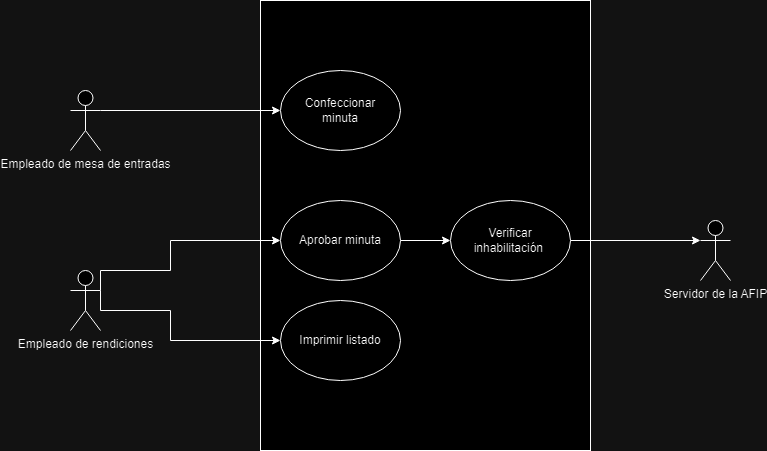 Confeccionar
minuta
Empleado de mesa de entradas
Aprobar minuta
Verificar
inhabilitación
Servidor de la AFIP
Empleado de rendiciones
Imprimir listado